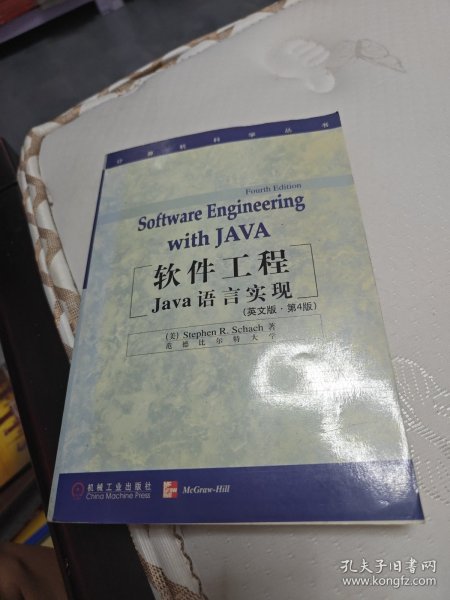 计算机科学丛书
Fourth Edition
Software Engineering
with JAVA
软件工程
Java语言实现
(英文版·第4版)
(美) Stephen R. Schach 著
范德比尔特大学
机械工业出版社
China Machine Press
McGraw-Hill
孔夫子旧书网
www.kongfz.com